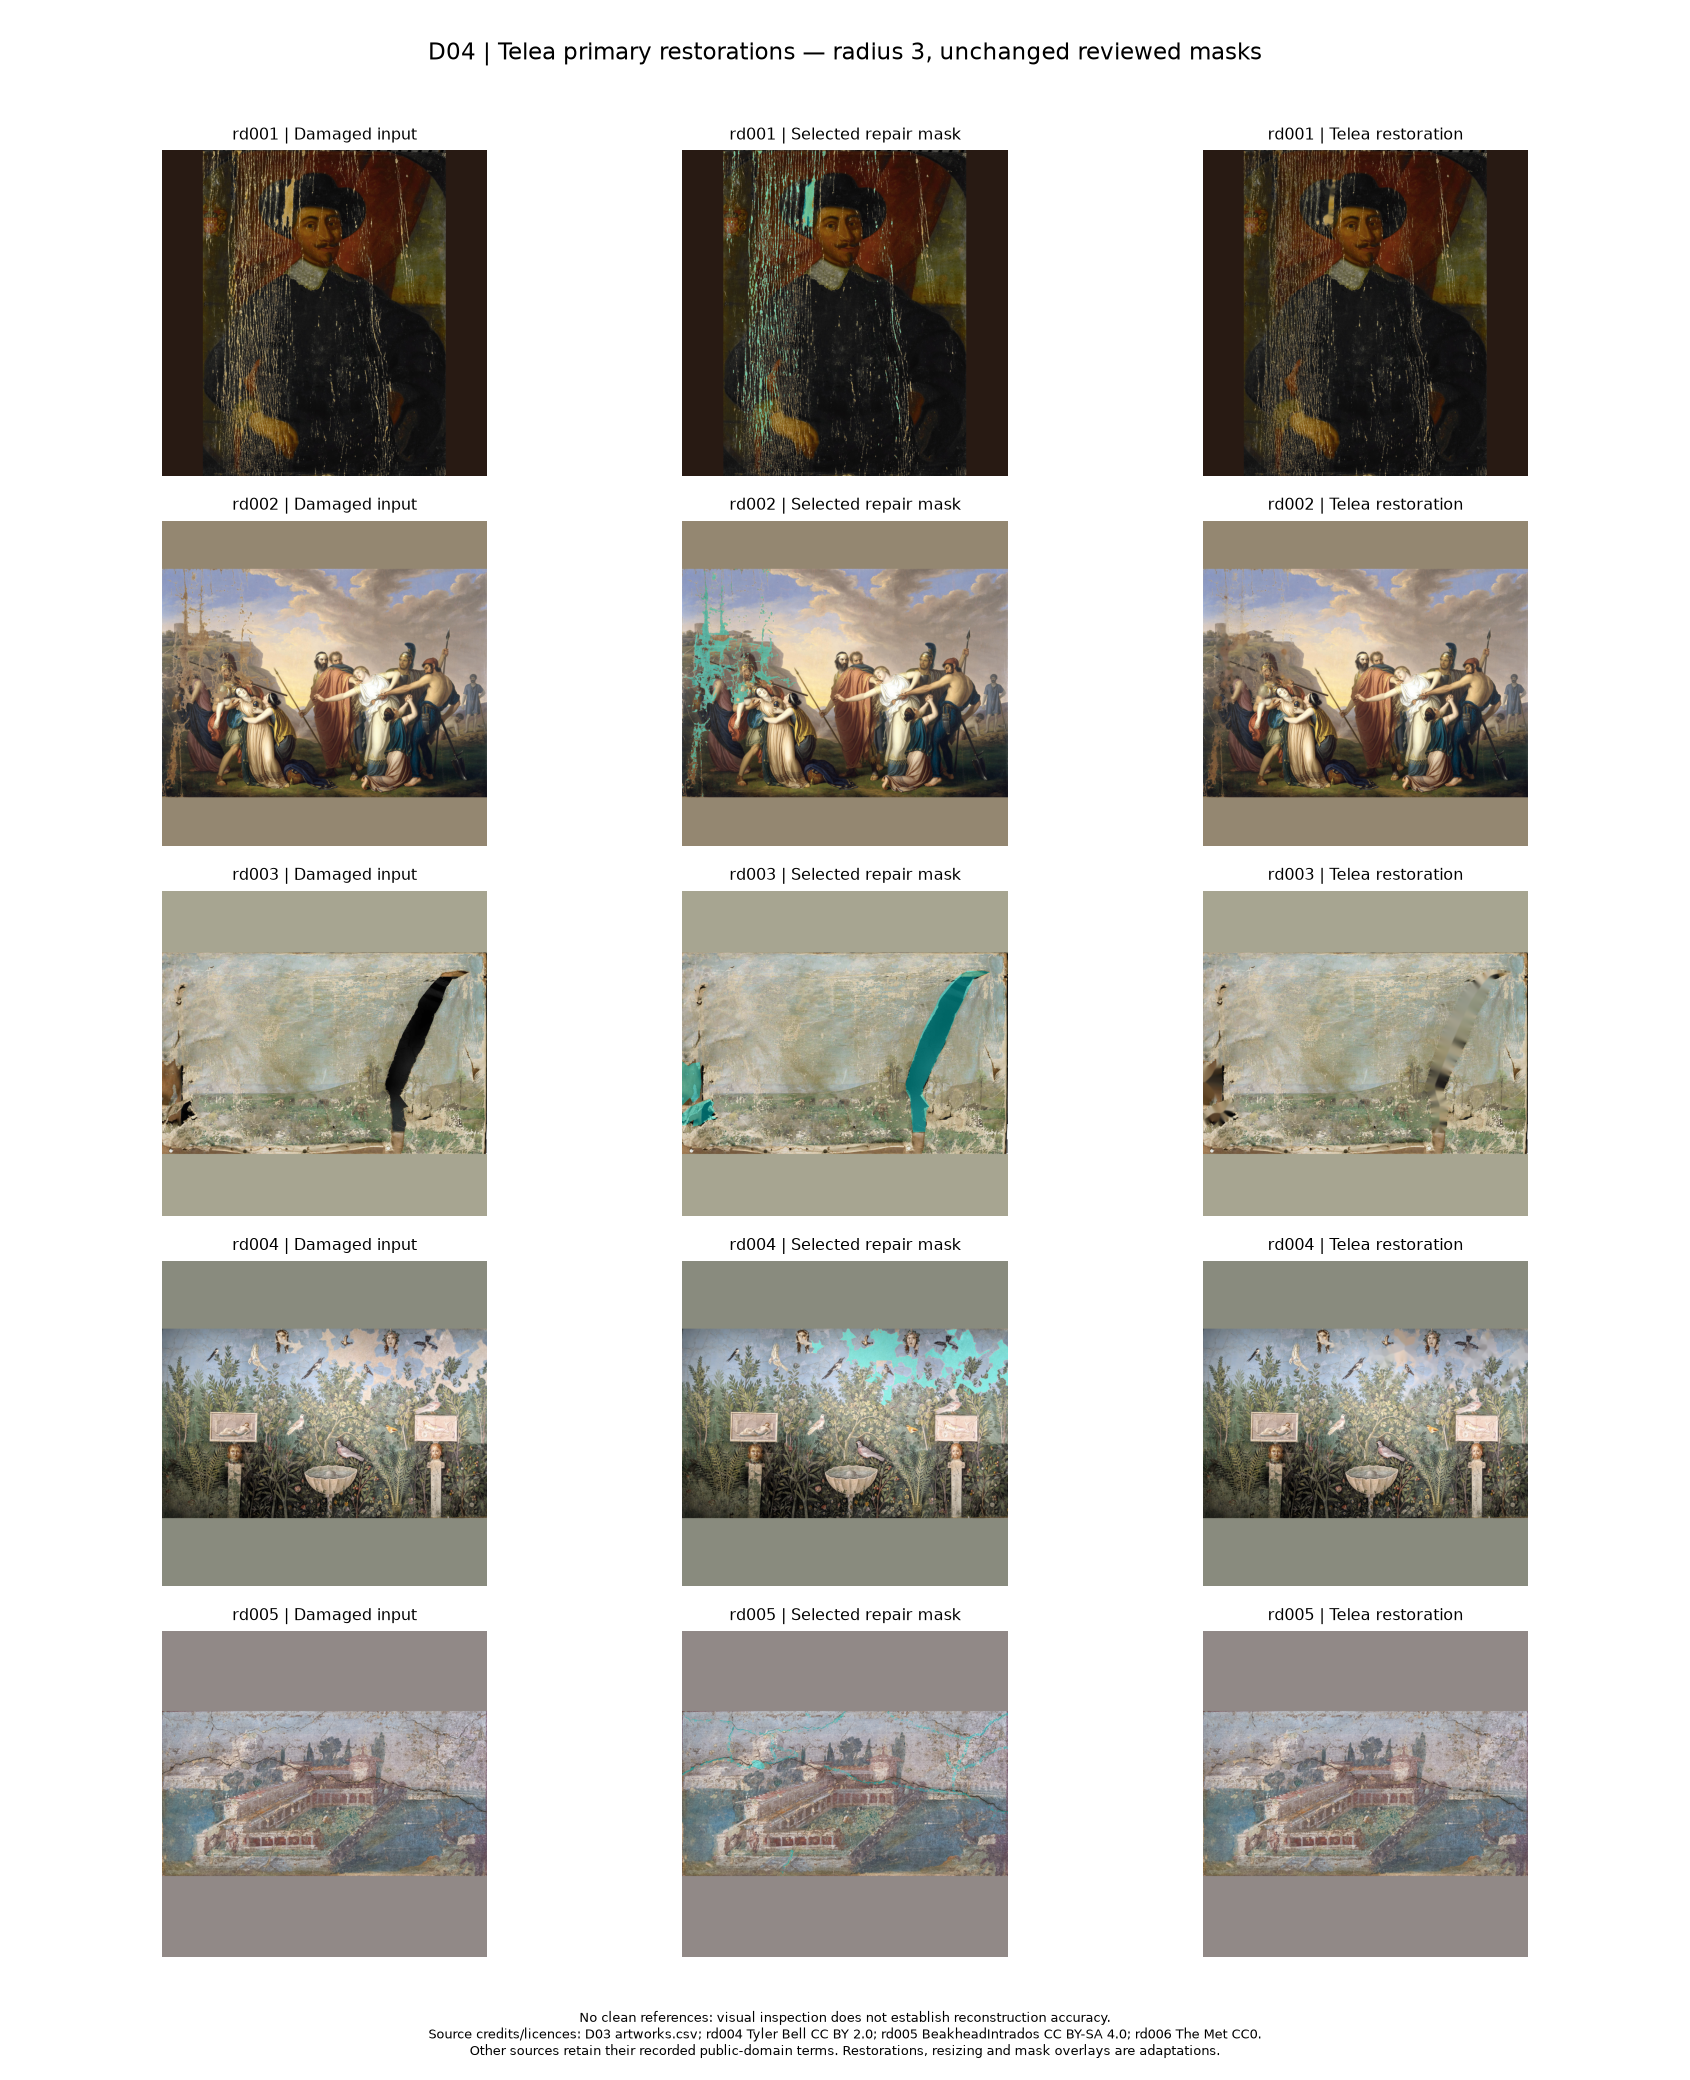 D04 | Telea primary restorations — radius 3, unchanged reviewed masks
rd001 | Damaged input
rd001 | Selected repair mask
rd001 | Telea restoration
rd002 | Damaged input
rd002 | Selected repair mask
rd002 | Telea restoration
rd003 | Damaged input
rd003 | Selected repair mask
rd003 | Telea restoration
rd004 | Damaged input
rd004 | Selected repair mask
rd004 | Telea restoration
rd005 | Damaged input
rd005 | Selected repair mask
rd005 | Telea restoration
No clean references: visual inspection does not establish reconstruction accuracy.
Source credits/licences: D03 artworks.csv; rd004 Tyler Bell CC BY 2.0; rd005 BeakheadIntrados CC BY-SA 4.0; rd006 The Met CC0.
Other sources retain their recorded public-domain terms. Restorations, resizing and mask overlays are adaptations.